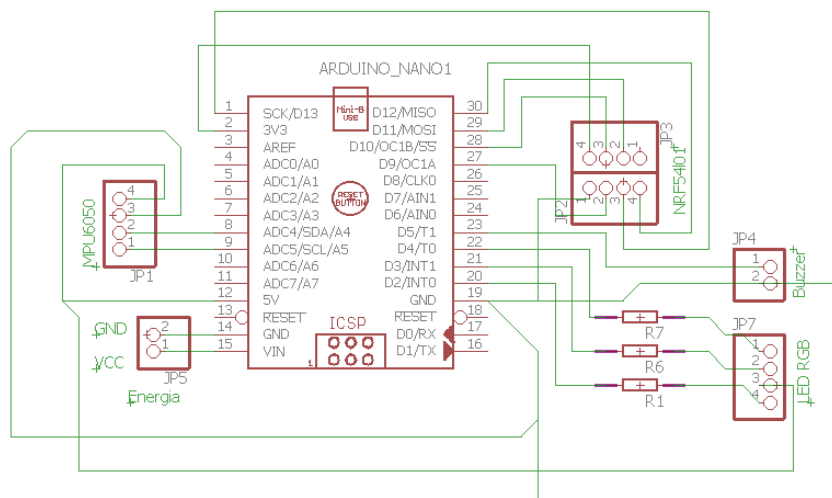 ARDUINO_NANO1
Mini-B
USB
RESET
BUTTON
ICSP
1
1 SCK/D13
2 3V3
3 AREF
4 ADC0/A0
5 ADC1/A1
6 ADC2/A2
7 ADC3/A3
8 ADC4/SDA/A4
9 ADC5/SCL/A5
10 ADC6/A6
11 ADC7/A7
12 5V
13 RESET
14 GND
15 VIN
D12/MISO 30
D11/MOSI 29
D10/OC1B/SS 28
D9/OC1A 27
D8/CLK0 26
D7/AIN1 25
D6/AIN0 24
D5/T1 23
D4/T0 22
D3/INT1 21
D2/INT0 20
GND 19
RESET 18
D0/RX 17
D1/TX 16
MPU6050
4
3
2
1
JP1
GND
VCC
2
1
JP5
Energia
4 3 2 1
JP3
NRF54l01
JP2
1 2 3 4
JP4
1
2
Buzzer
R7
R6
R1
JP7
1
2
3
4
LED RGB